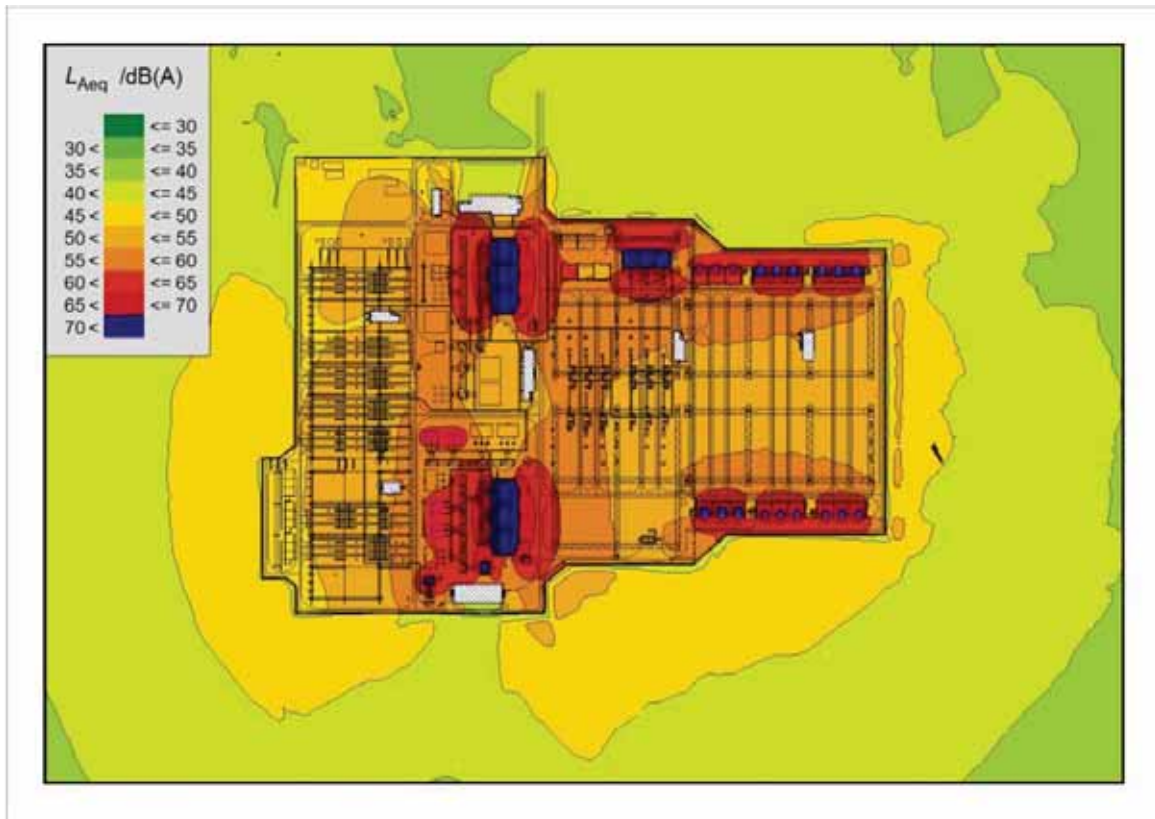 LAeq /dB(A)
<= 30
30 < <= 35
35 < <= 40
40 < <= 45
45 < <= 50
50 < <= 55
55 < <= 60
60 < <= 65
65 < <= 70
70 <